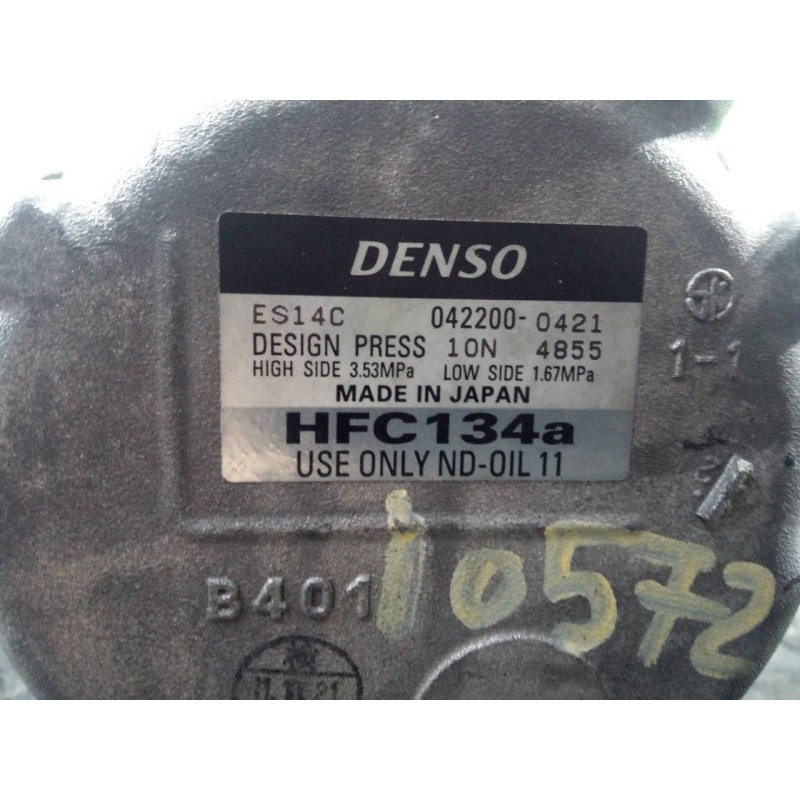 DENSO
ES14C 042200-0421
DESIGN PRESS 10N 4855
HIGH SIDE 3.53MPa LOW SIDE 1.67MPa
MADE IN JAPAN
HFC134a
USE ONLY ND-OIL 11
1-1
B401
10572